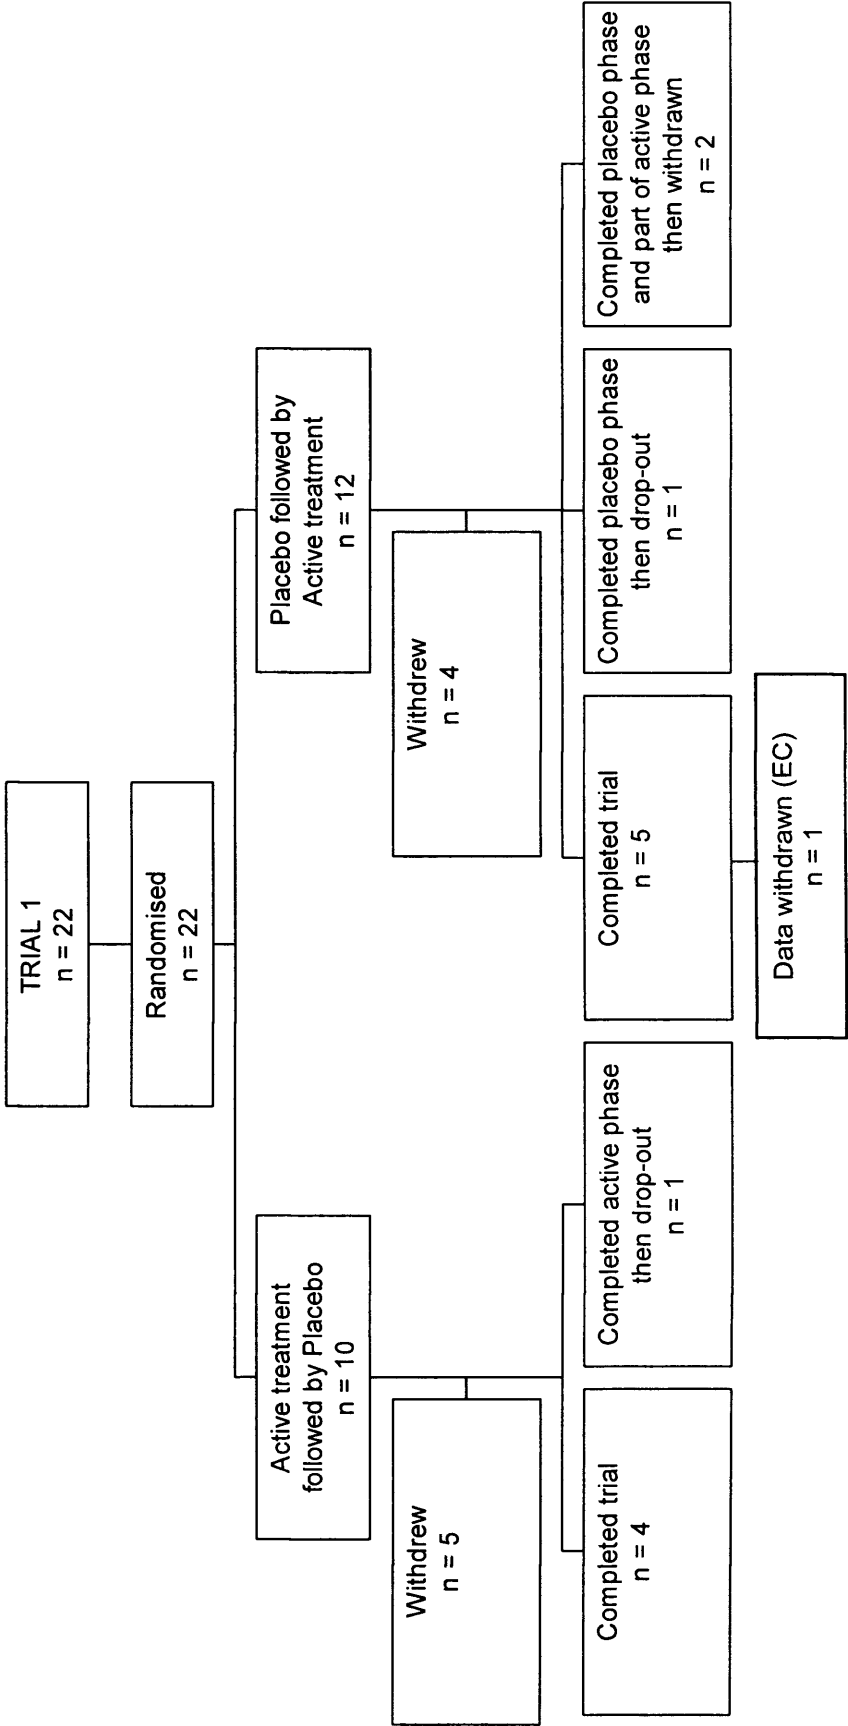 TRIAL 1
n = 22
Randomised
n = 22
Active treatment
followed by Placebo
n = 10
Placebo followed by
Active treatment
n = 12
Withdrew
n = 5
Withdrew
n = 4
Completed trial
n = 4
Completed active phase
then drop-out
n = 1
Completed trial
n = 5
Completed placebo phase
then drop-out
n = 1
Completed placebo phase
and part of active phase
then withdrawn
n = 2
Data withdrawn (EC)
n = 1